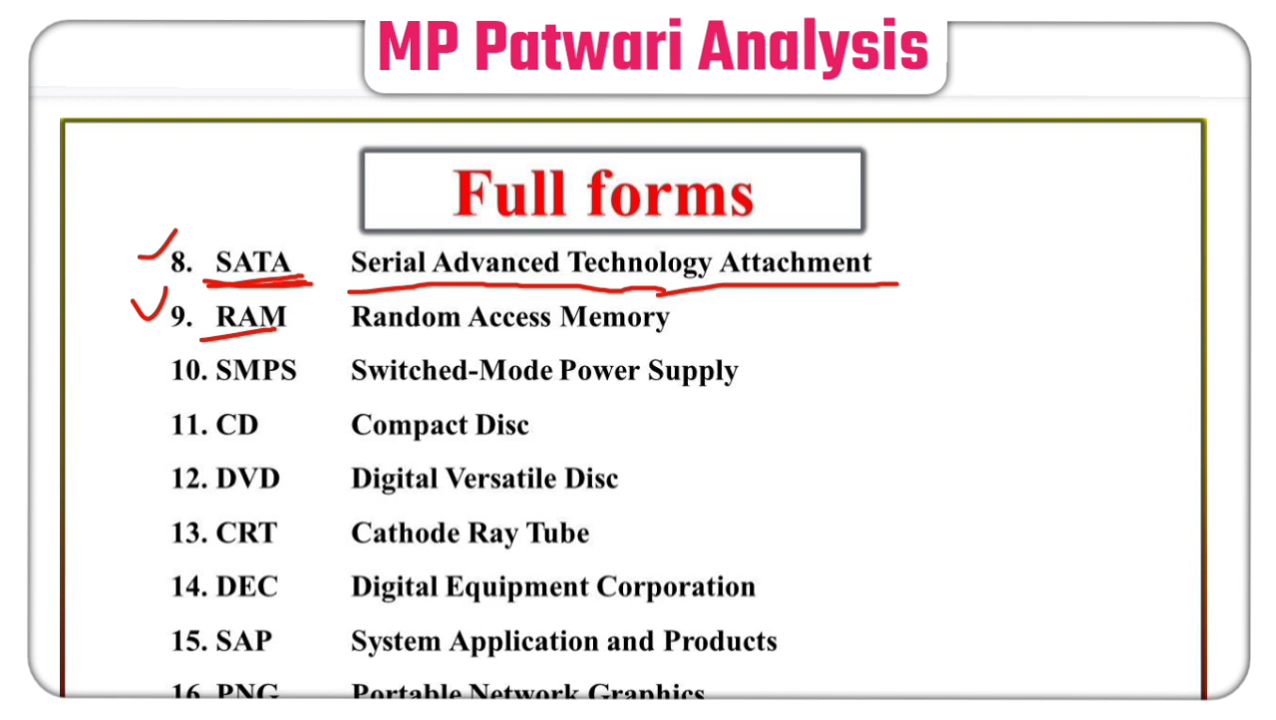 MP Patwari Analysis
Full forms
8. SATA Serial Advanced Technology Attachment
9. RAM Random Access Memory
10. SMPS Switched-Mode Power Supply
11. CD Compact Disc
12. DVD Digital Versatile Disc
13. CRT Cathode Ray Tube
14. DEC Digital Equipment Corporation
15. SAP System Application and Products
16. PNG Portable Network Graphics